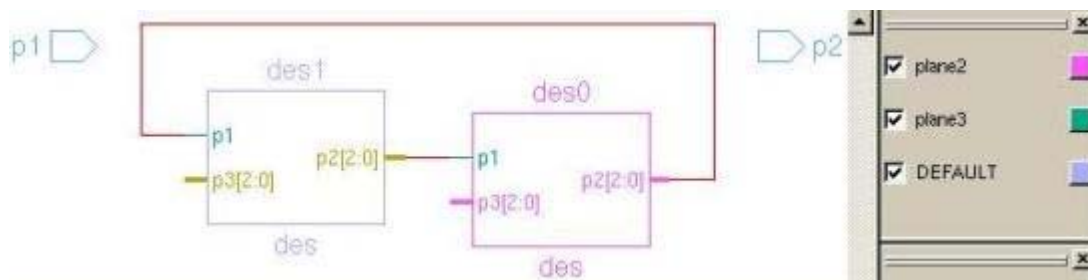 p1
p2
des1
p1
p2[2:0]
p3[2:0]
des
des0
p1
p2[2:0]
p3[2:0]
des
plane2
plane3
DEFAULT